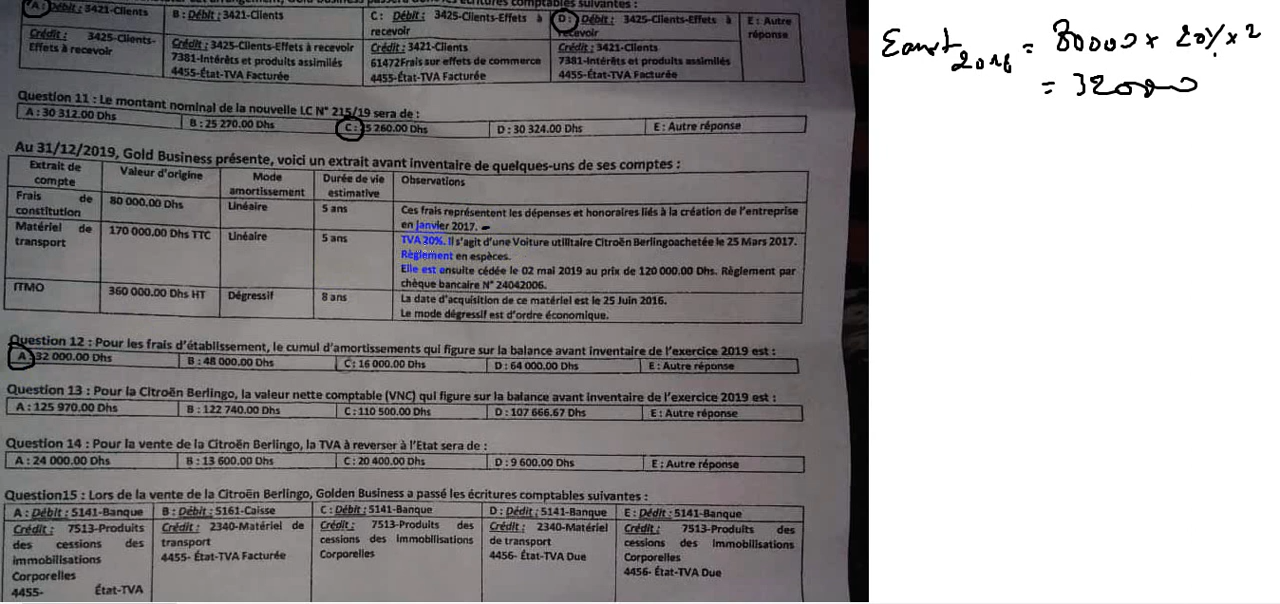 A : Débit : 3421-Clients
Crédit : 3425-Clients-Effets à recevoir
B : Débit : 3421-Clients
Crédit : 3425-Clients-Effets à recevoir
7381-Intérêts et produits assimilés
4455-État-TVA Facturée
C : Débit : 3425-Clients-Effets à recevoir
Crédit : 3421-Clients
61472Frais sur effets de commerce
4455-État-TVA Facturée
D : Débit : 3425-Clients-Effets à recevoir
Crédit : 3421-Clients
7381-Intérêts et produits assimilés
4455-État-TVA Facturée
E : Autre réponse
Question 11 : Le montant nominal de la nouvelle LC N° 215/19 sera de :
A : 30 312.00 Dhs B : 25 270.00 Dhs C : 25 260.00 Dhs D : 30 324.00 Dhs E : Autre réponse
Au 31/12/2019, Gold Business présente, voici un extrait avant inventaire de quelques-uns de ses comptes :
Extrait de compte Valeur d'origine Mode amortissement Durée de vie estimative Observations
Frais de constitution 80 000,00 Dhs Linéaire 5 ans Ces frais représentent les dépenses et honoraires liés à la création de l'entreprise
en janvier 2017.
Matériel de transport 170 000.00 Dhs TTC Linéaire 5 ans TVA 20%. Il s'agit d'une Voiture utilitaire Citroën Berlingoachetée le 25 Mars 2017.
Règlement en espèces.
Elle est ensuite cédée le 02 mai 2019 au prix de 120 000.00 Dhs. Règlement par
chèque bancaire N° 24042006.
ITMO 360 000.00 Dhs HT Dégressif 8 ans La date d'acquisition de ce matériel est le 25 Juin 2016.
Le mode dégressif est d'ordre économique.
Question 12 : Pour les frais d'établissement, le cumul d'amortissements qui figure sur la balance avant inventaire de l'exercice 2019 est :
A : 32 000.00 Dhs B : 48 000.00 Dhs C : 16 000.00 Dhs D : 64 000.00 Dhs E : Autre réponse
Question 13 : Pour la Citroën Berlingo, la valeur nette comptable (VNC) qui figure sur la balance avant inventaire de l'exercice 2019 est :
A : 125 970.00 Dhs B : 122 740.00 Dhs C : 110 500.00 Dhs D : 107 666.67 Dhs E : Autre réponse
Question 14 : Pour la vente de la Citroën Berlingo, la TVA à reverser à l'Etat sera de :
A : 24 000.00 Dhs B : 13 600.00 Dhs C : 20 400.00 Dhs D : 9 600.00 Dhs E : Autre réponse
Question15 : Lors de la vente de la Citroën Berlingo, Golden Business a passé les écritures comptables suivantes :
A : Débit : 5141-Banque
Crédit : 7513-Produits des cessions des immobilisations Corporelles
4455- État-TVA
B : Débit : 5161-Caisse
Crédit : 2340-Matériel de transport
4455- État-TVA Facturée
C : Débit : 5141-Banque
Crédit : 7513-Produits des cessions des Immobilisations Corporelles
D : Dédit : 5141-Banque
Crédit : 2340-Matériel de transport
4456- État-TVA Due
E : Dédit : 5141-Banque
Crédit : 7513-Produits des cessions des Immobilisations Corporelles
4456- État-TVA Due
= 80000 × 20% × 2
= 32000